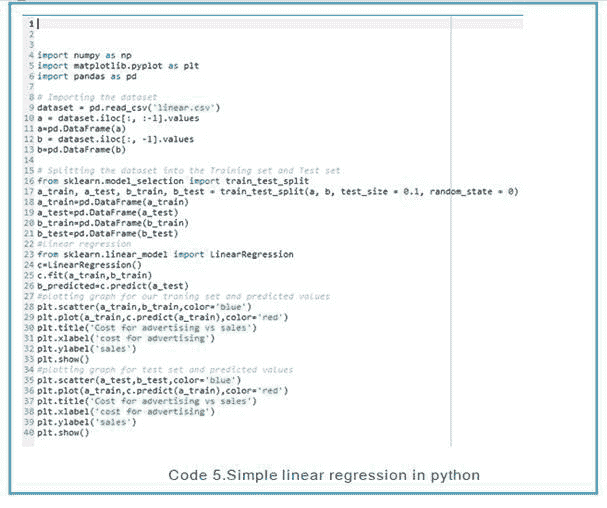 1
2
3
4 import numpy as np
5 import matplotlib.pyplot as plt
6 import pandas as pd
7
8 # Importing the dataset
9 dataset = pd.read_csv('linear.csv')
10 a = dataset.iloc[:, :-1].values
11 a=pd.DataFrame(a)
12 b = dataset.iloc[:, -1].values
13 b=pd.DataFrame(b)
14
15 # Splitting the dataset into the Training set and Test set
16 from sklearn.model_selection import train_test_split
17 a_train, a_test, b_train, b_test = train_test_split(a, b, test_size = 0.1, random_state = 0)
18 a_train=pd.DataFrame(a_train)
19 a_test=pd.DataFrame(a_test)
20 b_train=pd.DataFrame(b_train)
21 b_test=pd.DataFrame(b_test)
22 #Linear regression
23 from sklearn.linear_model import LinearRegression
24 c=LinearRegression()
25 c.fit(a_train,b_train)
26 b_predicted=c.predict(a_test)
27 #plotting graph for our traning set and predicted values
28 plt.scatter(a_train,b_train,color='blue')
29 plt.plot(a_train,c.predict(a_train),color='red')
30 plt.title('Cost for advertising vs sales')
31 plt.xlabel('cost for advertising')
32 plt.ylabel('sales')
33 plt.show()
34 #plotting graph for test set and predicted values
35 plt.scatter(a_test,b_test,color='blue')
36 plt.plot(a_train,c.predict(a_train),color='red')
37 plt.title('Cost for advertising vs sales')
38 plt.xlabel('cost for advertising')
39 plt.ylabel('sales')
40 plt.show()
Code 5.Simple linear regression in python